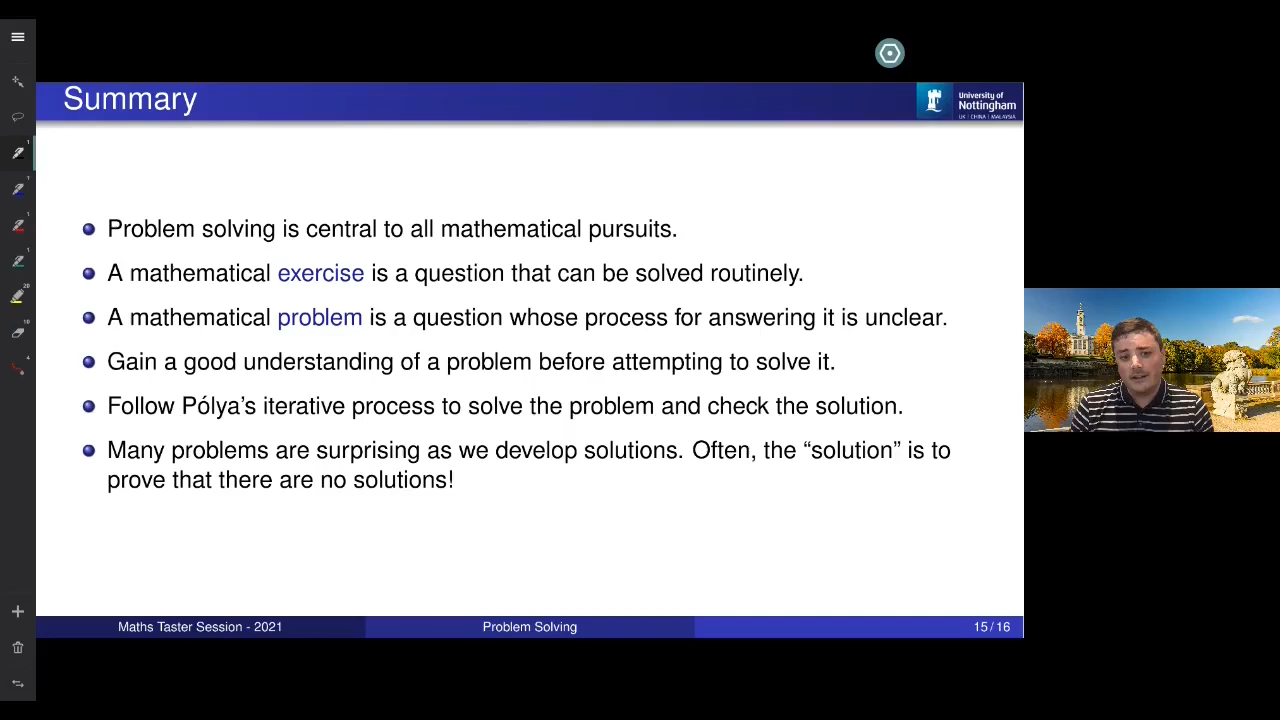 Summary
University of
Nottingham
UK | CHINA | MALAYSIA
Problem solving is central to all mathematical pursuits.
A mathematical exercise is a question that can be solved routinely.
A mathematical problem is a question whose process for answering it is unclear.
Gain a good understanding of a problem before attempting to solve it.
Follow Pólya's iterative process to solve the problem and check the solution.
Many problems are surprising as we develop solutions. Often, the “solution” is to
prove that there are no solutions!
Maths Taster Session - 2021
Problem Solving
15 / 16